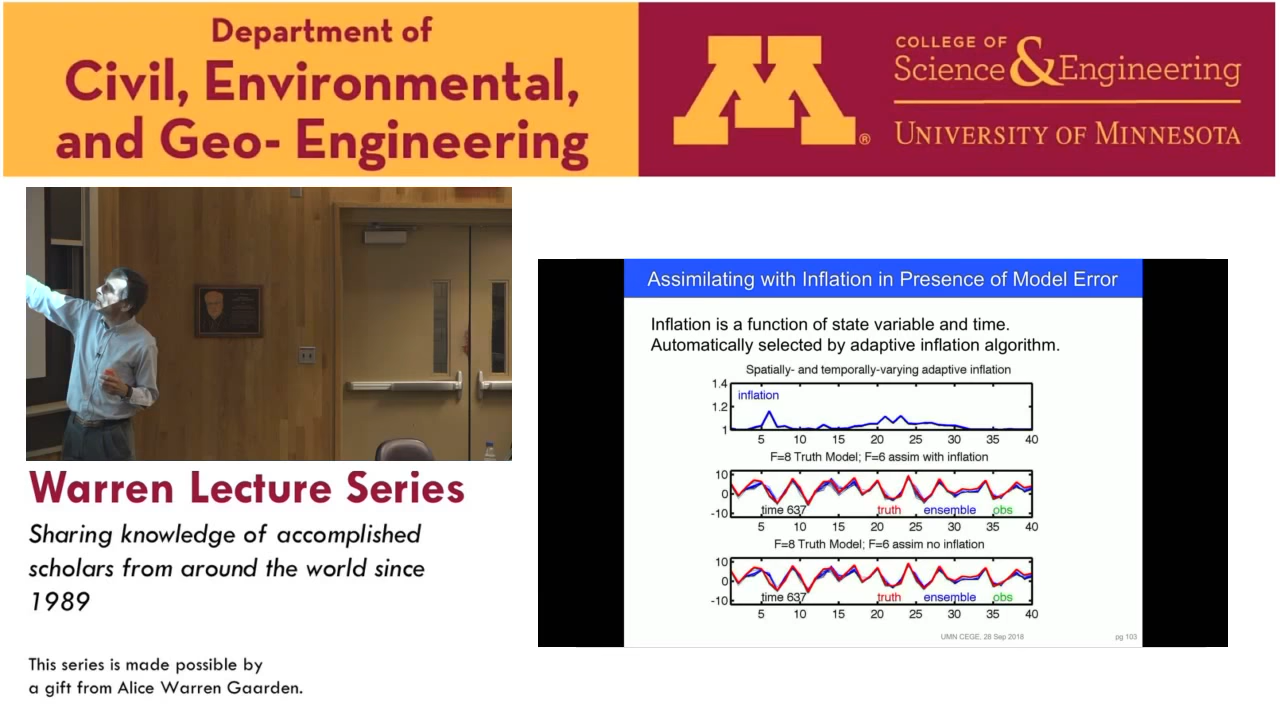 Department of
Civil, Environmental,
and Geo- Engineering
M®
COLLEGE OF
Science & Engineering
UNIVERSITY OF MINNESOTA
Assimilating with Inflation in Presence of Model Error
Inflation is a function of state variable and time.
Automatically selected by adaptive inflation algorithm.
Spatially- and temporally-varying adaptive inflation
1.4
inflation
1.2
1
5 10 15 20 25 30 35 40
F=8 Truth Model; F=6 assim with inflation
10
0
-10
time 637 truth ensemble obs
5 10 15 20 25 30 35 40
F=8 Truth Model; F=6 assim no inflation
10
0
-10
time 637 truth ensemble obs
5 10 15 20 25 30 35 40
UMN CEGE, 28 Sep 2018 pg 103
Warren Lecture Series
Sharing knowledge of accomplished
scholars from around the world since
1989
This series is made possible by
a gift from Alice Warren Gaarden.